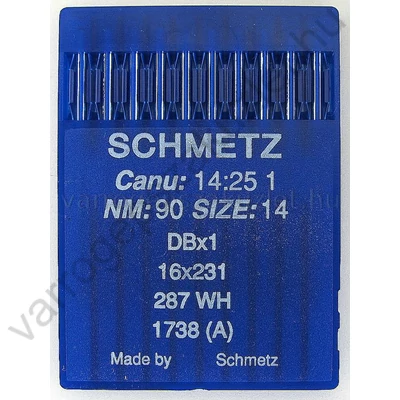 SCHMETZ
Canu: 14:25 1
NM: 90 SIZE: 14
DBx1
16x231
287 WH
1738 (A)
Made by Schmetz